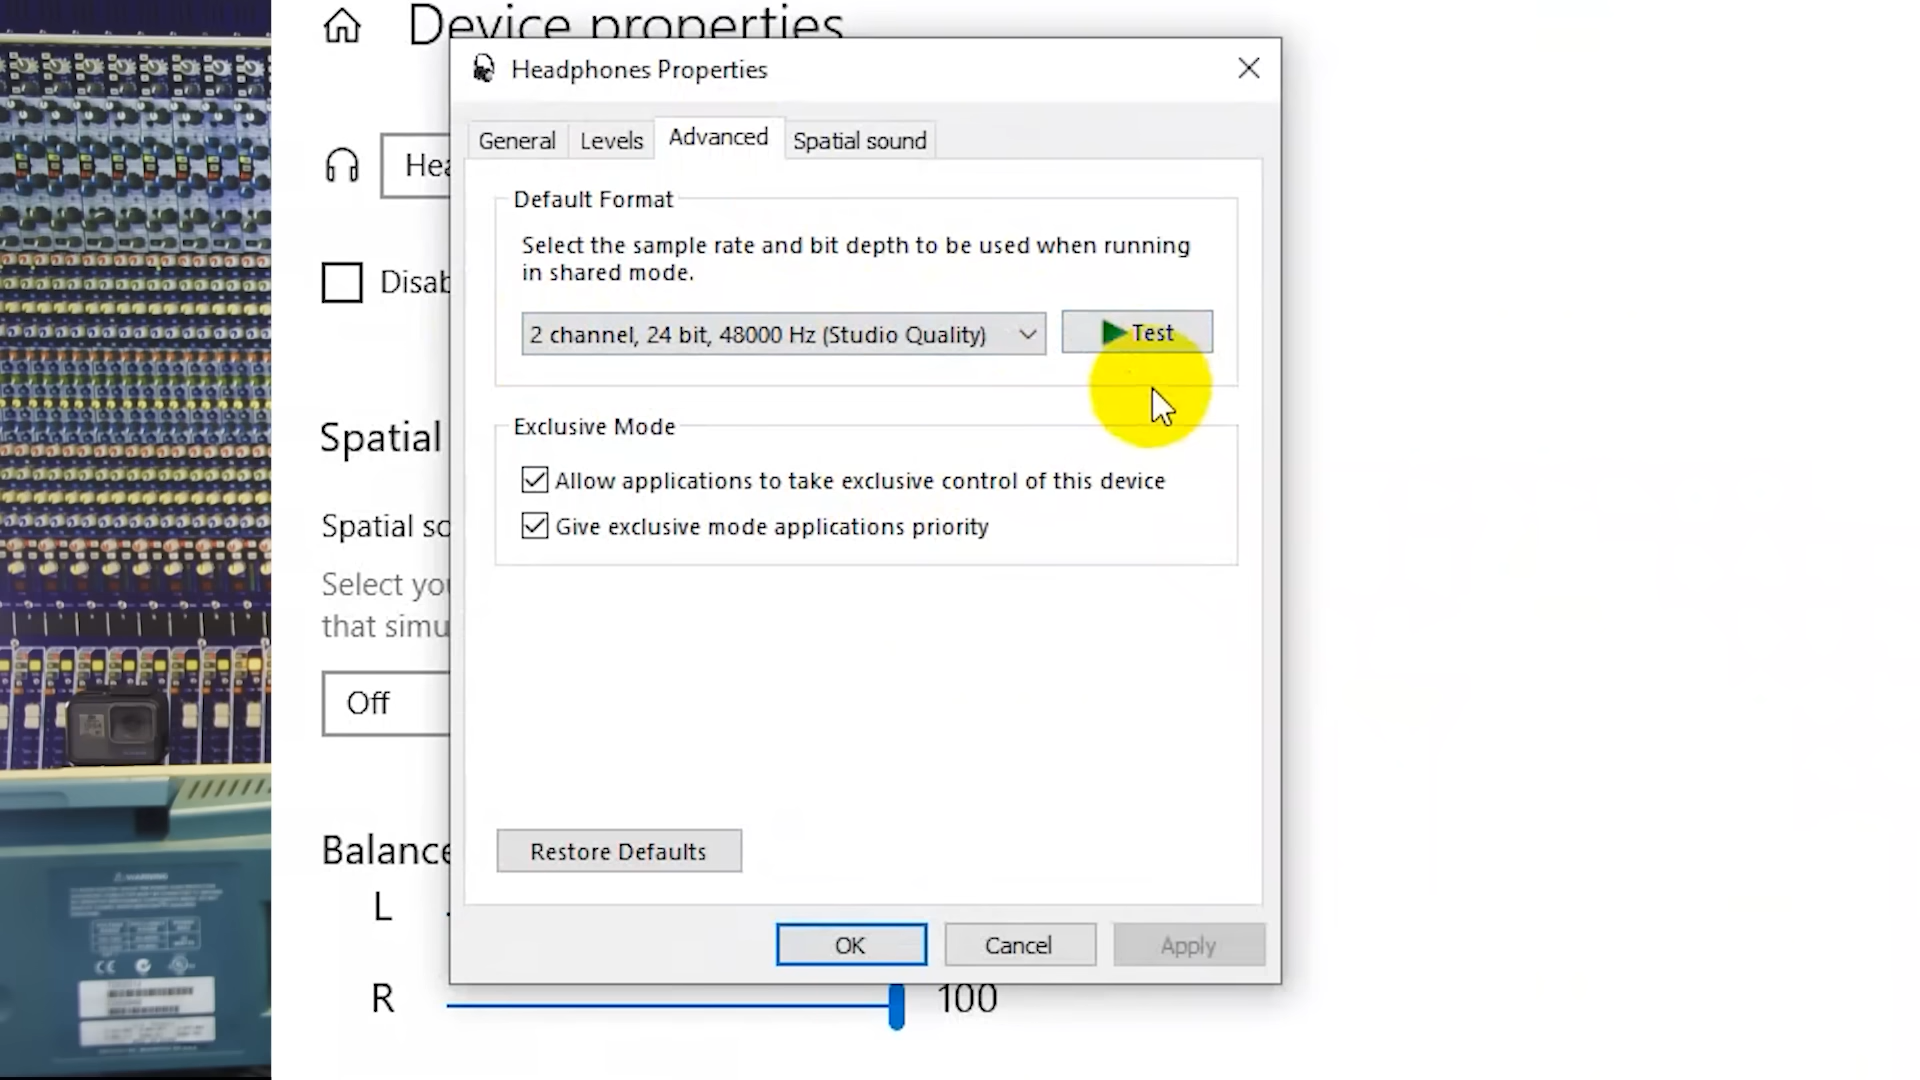 Device properties
Headphones Properties
General
Levels
Advanced
Spatial sound
Hea
Default Format
Select the sample rate and bit depth to be used when running
in shared mode.
Disab
2 channel, 24 bit, 48000 Hz (Studio Quality)
Test
Exclusive Mode
Spatial
Allow applications to take exclusive control of this device
Spatial so
Give exclusive mode applications priority
Select you
that simu
Off
Restore Defaults
Balance
WARNING
L
OK
Cancel
Apply
R
100